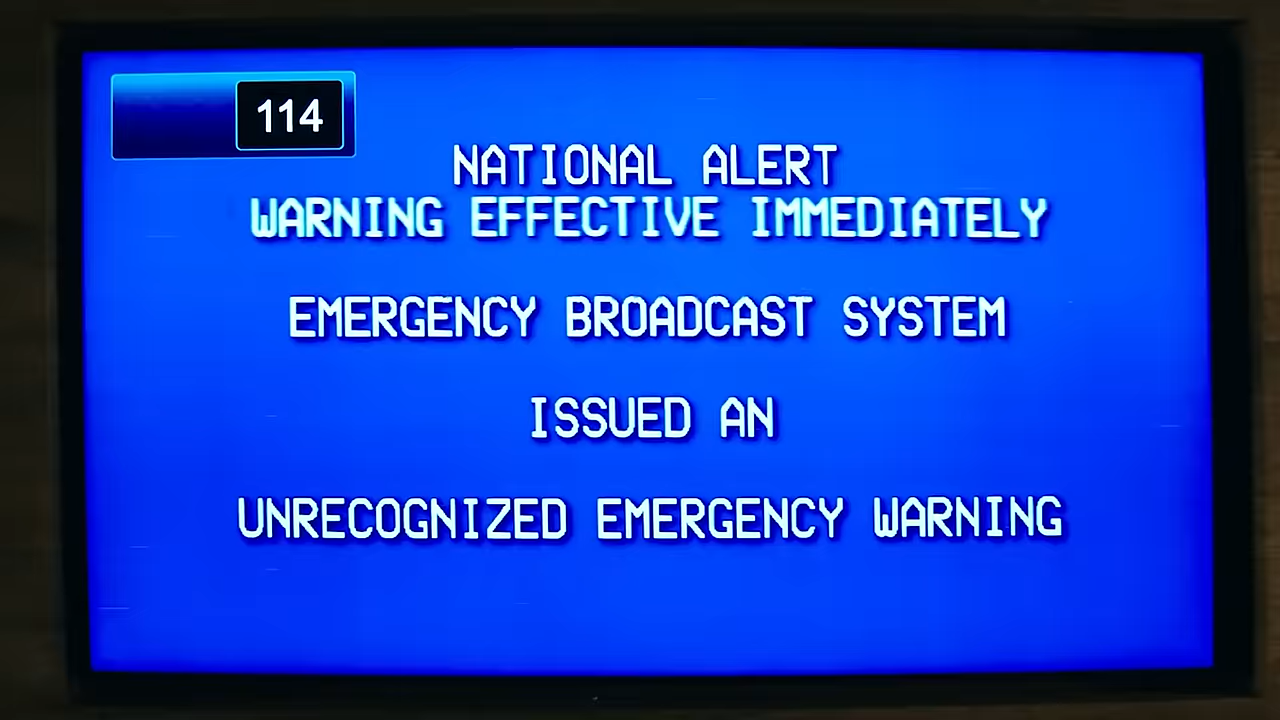 114
NATIONAL ALERT
WARNING EFFECTIVE IMMEDIATELY
EMERGENCY BROADCAST SYSTEM
ISSUED AN
UNRECOGNIZED EMERGENCY WARNING